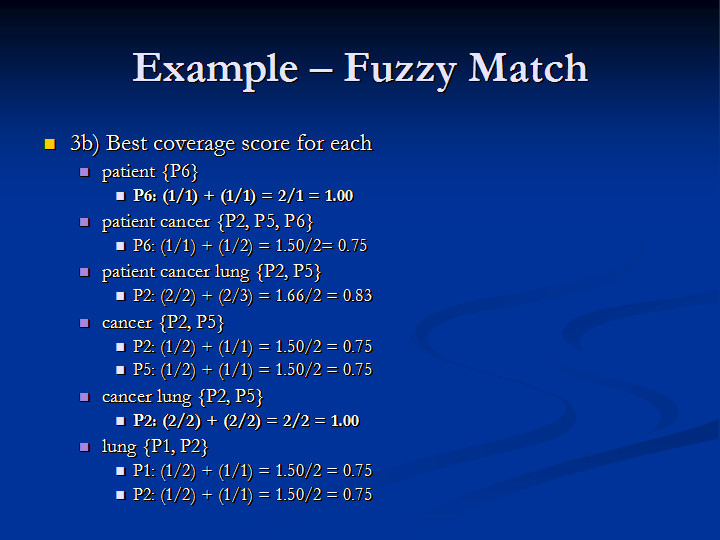 Example – Fuzzy Match
3b) Best coverage score for each
patient {P6}
P6: (1/1) + (1/1) = 2/1 = 1.00
patient cancer {P2, P5, P6}
P6: (1/1) + (1/2) = 1.50/2= 0.75
patient cancer lung {P2, P5}
P2: (2/2) + (2/3) = 1.66/2 = 0.83
cancer {P2, P5}
P2: (1/2) + (1/1) = 1.50/2 = 0.75
P5: (1/2) + (1/1) = 1.50/2 = 0.75
cancer lung {P2, P5}
P2: (2/2) + (2/2) = 2/2 = 1.00
lung {P1, P2}
P1: (1/2) + (1/1) = 1.50/2 = 0.75
P2: (1/2) + (1/1) = 1.50/2 = 0.75